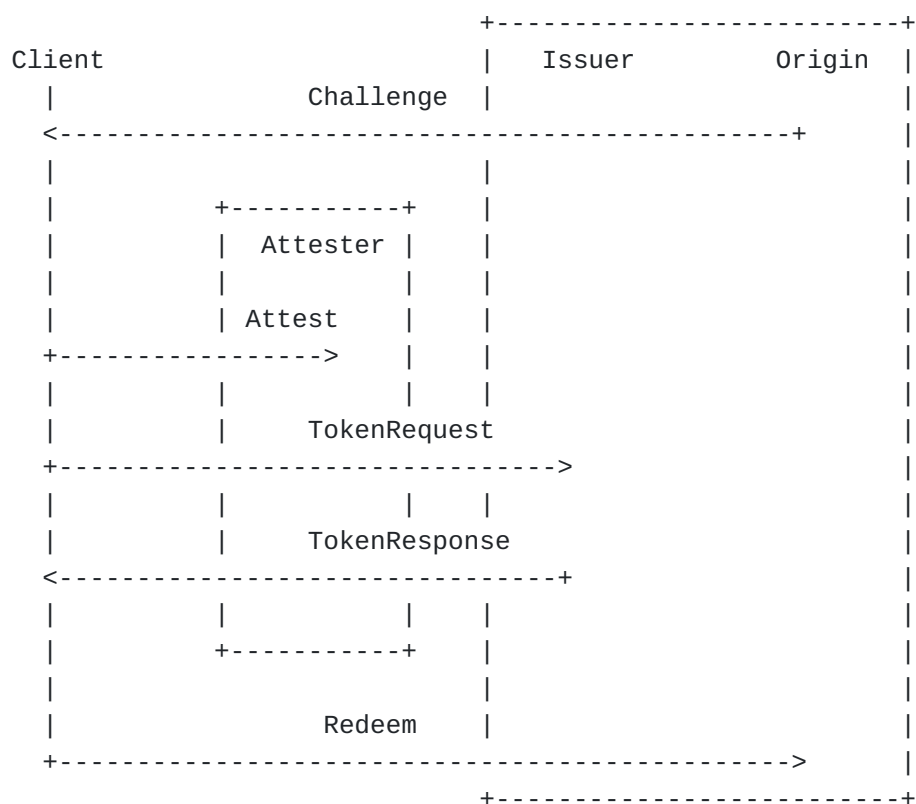 Client Issuer Origin
Challenge
Attester
Attest
TokenRequest
TokenResponse
Redeem